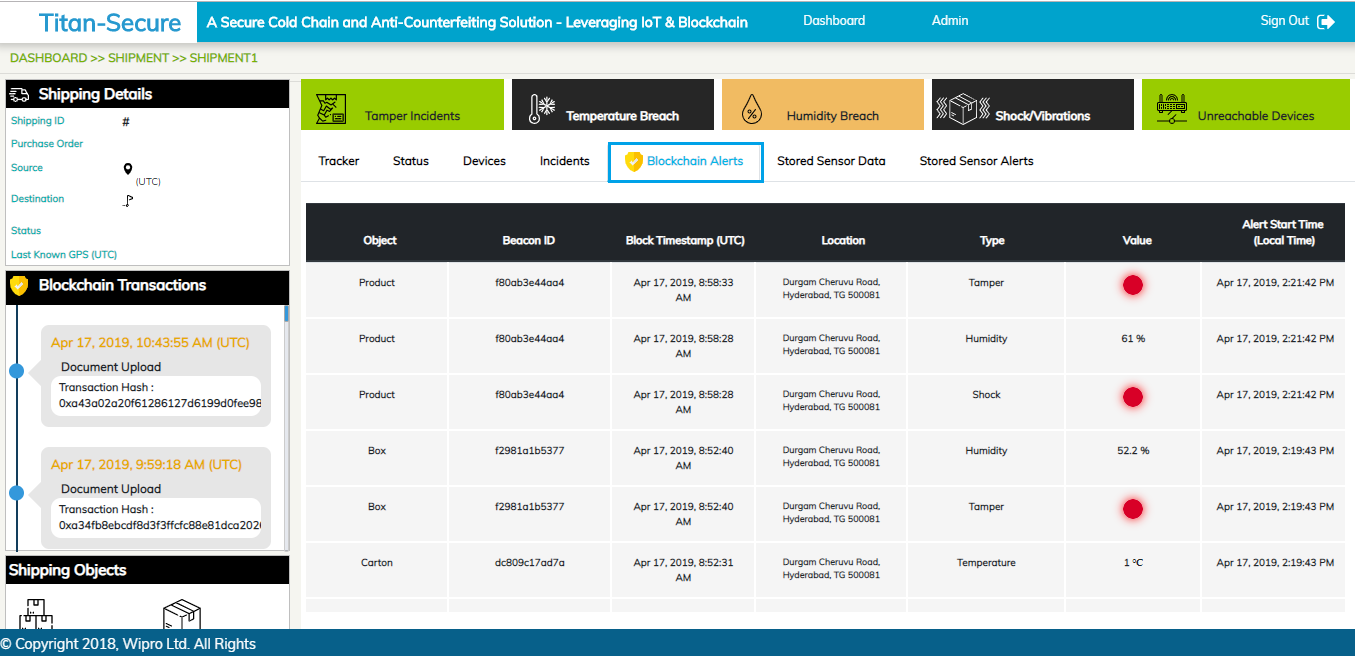 Titan-Secure
A Secure Cold Chain and Anti-Counterfeiting Solution - Leveraging IoT & Blockchain
Dashboard
Admin
Sign Out
DASHBOARD >> SHIPMENT >> SHIPMENT1
Shipping Details
Shipping ID
#
Purchase Order
Source
(UTC)
Destination
Status
Last Known GPS (UTC)
Blockchain Transactions
Apr 17, 2019, 10:43:55 AM (UTC)
Document Upload
Transaction Hash :
0xa43a02a20f61286127d6199d0fee98
Apr 17, 2019, 9:59:18 AM (UTC)
Document Upload
Transaction Hash :
0xa34fb8ebcdf8d3f3ffcfc88e81dca202
Shipping Objects
Tamper Incidents
Temperature Breach
%
Humidity Breach
Shock/Vibrations
Unreachable Devices
Tracker
Status
Devices
Incidents
Blockchain Alerts
Stored Sensor Data
Stored Sensor Alerts
Object
Beacon ID
Block Timestamp (UTC)
Location
Type
Value
Alert Start Time
(Local Time)
Product
f80ab3e44aa4
Apr 17, 2019, 8:58:33
AM
Durgam Cheruvu Road,
Hyderabad, TG 500081
Tamper
Apr 17, 2019, 2:21:42 PM
Product
f80ab3e44aa4
Apr 17, 2019, 8:58:28
AM
Durgam Cheruvu Road,
Hyderabad, TG 500081
Humidity
61 %
Apr 17, 2019, 2:21:42 PM
Product
f80ab3e44aa4
Apr 17, 2019, 8:58:28
AM
Durgam Cheruvu Road,
Hyderabad, TG 500081
Shock
Apr 17, 2019, 2:21:42 PM
Box
f2981a1b5377
Apr 17, 2019, 8:52:40
AM
Durgam Cheruvu Road,
Hyderabad, TG 500081
Humidity
52.2 %
Apr 17, 2019, 2:19:43 PM
Box
f2981a1b5377
Apr 17, 2019, 8:52:40
AM
Durgam Cheruvu Road,
Hyderabad, TG 500081
Tamper
Apr 17, 2019, 2:19:43 PM
Carton
dc809c17ad7a
Apr 17, 2019, 8:52:31
AM
Durgam Cheruvu Road,
Hyderabad, TG 500081
Temperature
1 °C
Apr 17, 2019, 2:19:43 PM
© Copyright 2018, Wipro Ltd. All Rights